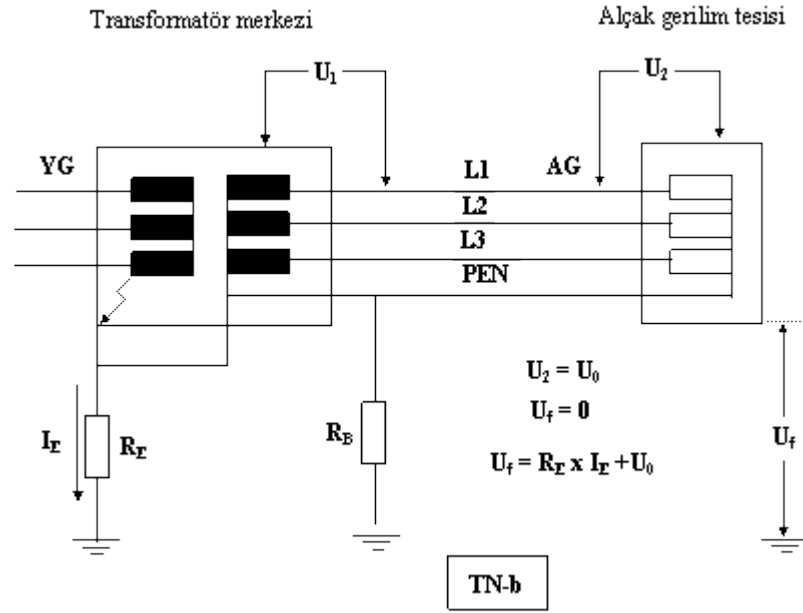 Transformatör merkezi
Alçak gerilim tesisi
U1
U2
YG
L1
AG
L2
L3
PEN
U2 = U0
Uf = 0
IE
RE
RB
Uf = RE x IE + U0
Uf
TN-b